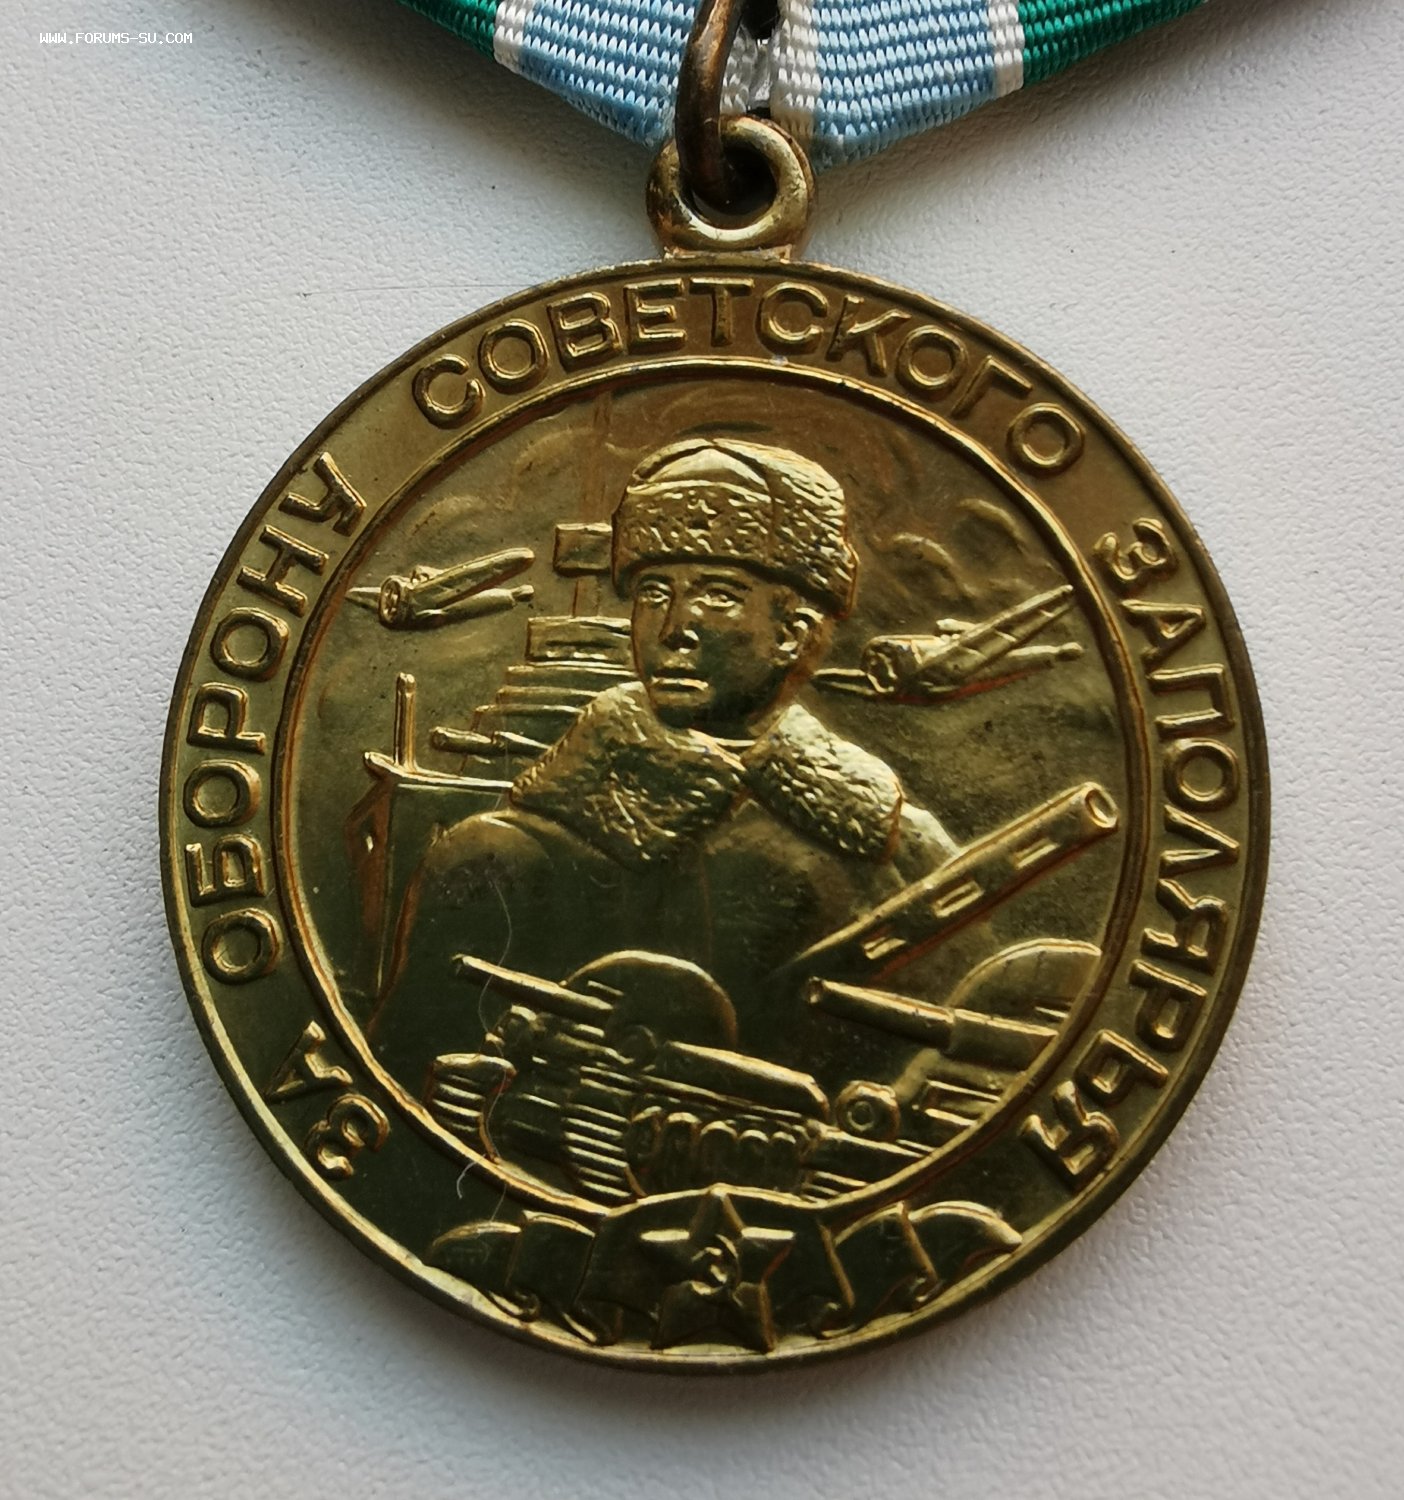 WWW.FORUMS-SU.COM
ЗА ОБОРОНУ СОВЕТСКОГО ЗАПОЛЯРЬЯ